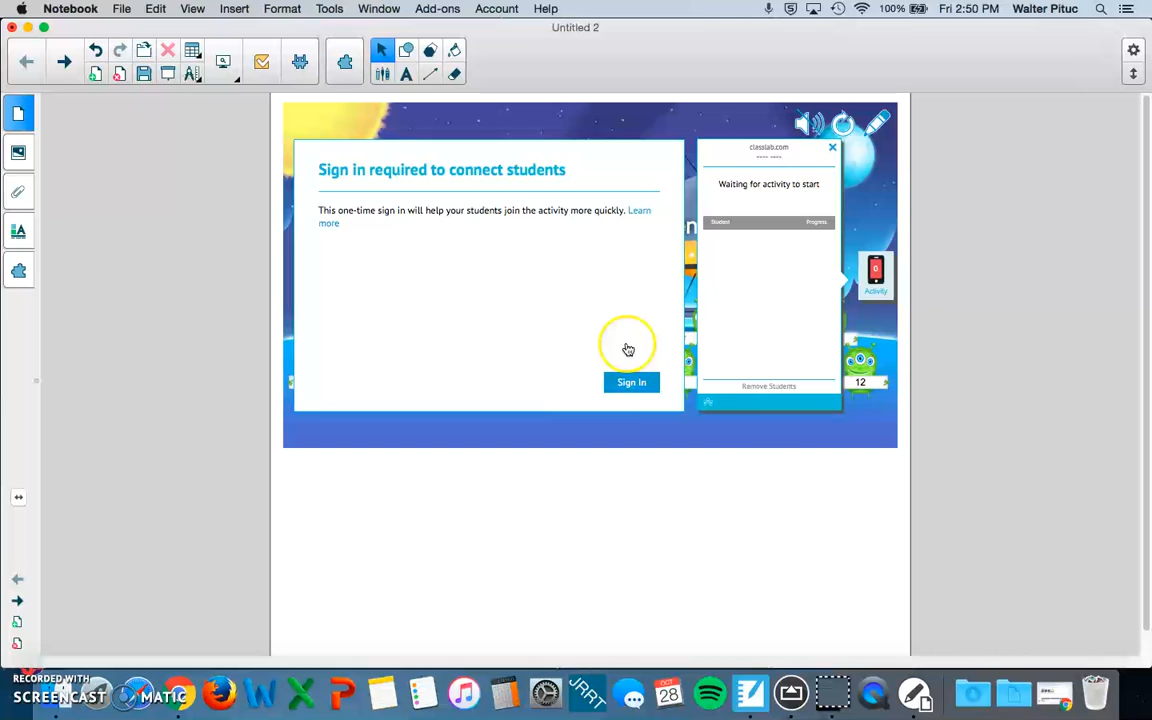 Notebook File Edit View Insert Format Tools Window Add-ons Account Help 100% Fri 2:50 PM Walter Pituc
Untitled 2
Sign in required to connect students
This one-time sign in will help your students join the activity more quickly. Learn
more
Sign In
classlab.com
---- ----
Waiting for activity to start
Student Progress
Remove Students
0
Activity
12
A
A
RECORDED WITH
SCREENCAST MATIC
W X P
JRRT
OCT
28